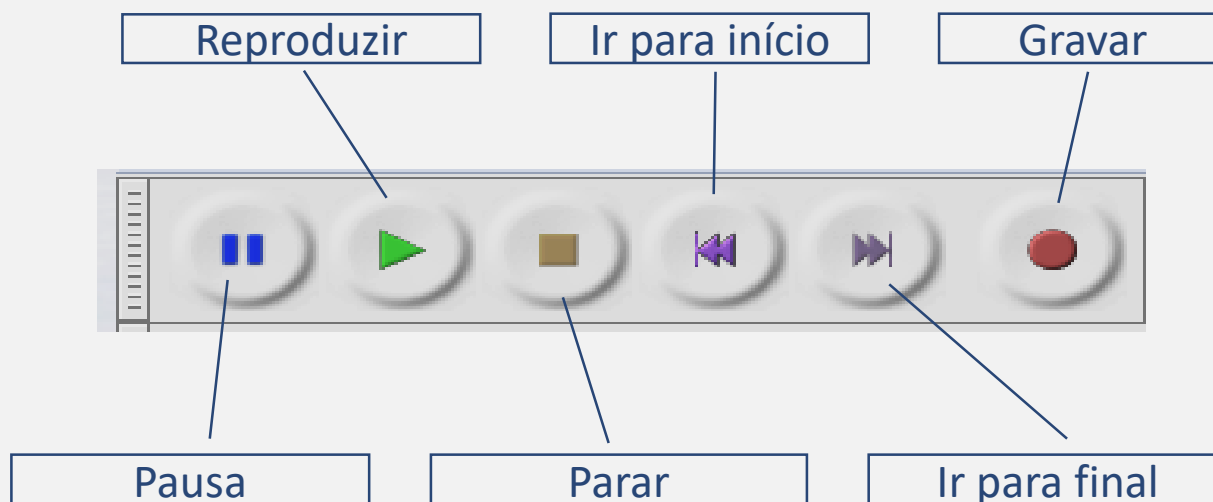 Reproduzir
Ir para início
Gravar
Pausa
Parar
Ir para final